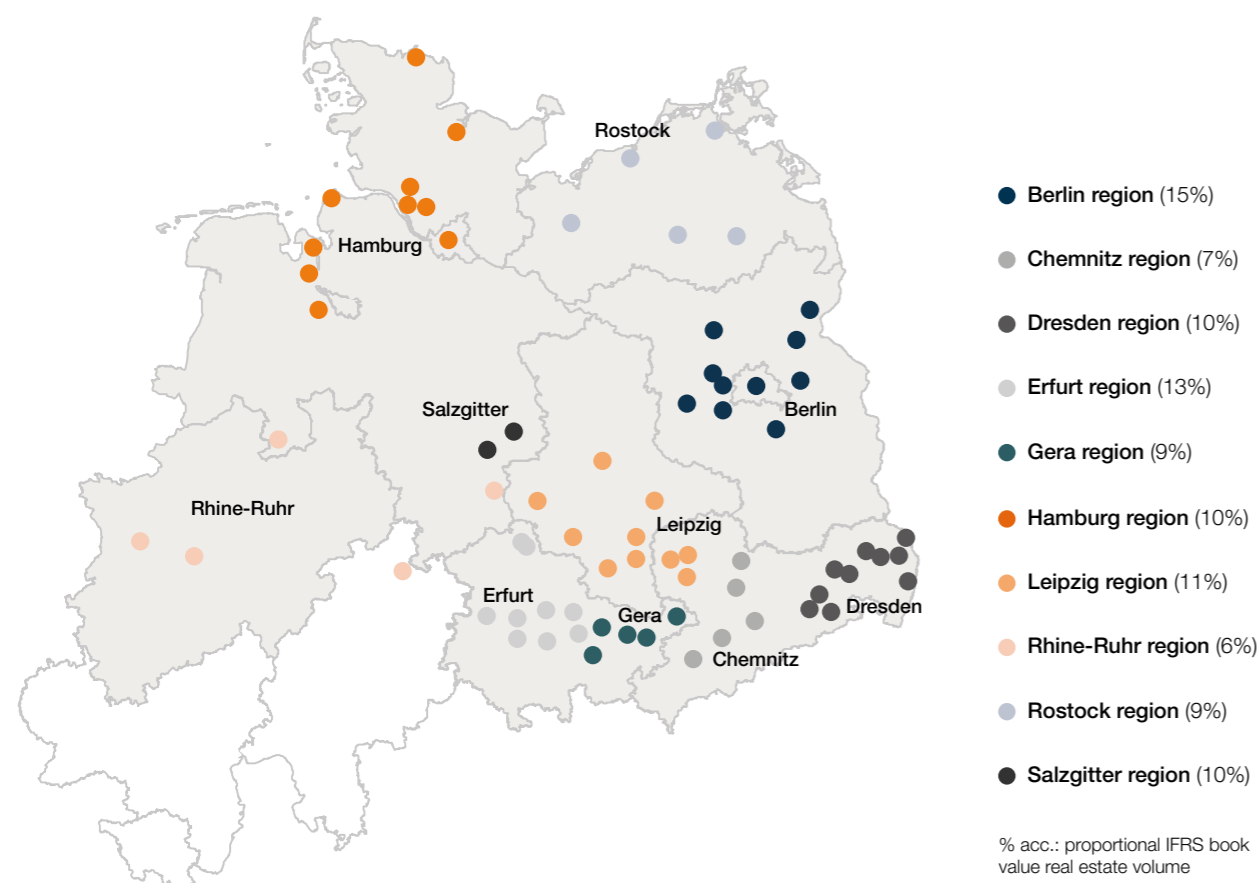 Rostock
Hamburg
Salzgitter
Berlin
Rhine-Ruhr
Leipzig
Erfurt
Gera
Dresden
Chemnitz
Berlin region (15%)
Chemnitz region (7%)
Dresden region (10%)
Erfurt region (13%)
Gera region (9%)
Hamburg region (10%)
Leipzig region (11%)
Rhine-Ruhr region (6%)
Rostock region (9%)
Salzgitter region (10%)
% acc.: proportional IFRS book
value real estate volume